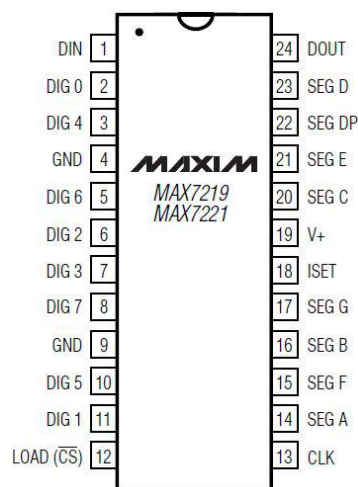 DIN 1
DIG 0 2
DIG 4 3
GND 4
DIG 6 5
DIG 2 6
DIG 3 7
DIG 7 8
GND 9
DIG 5 10
DIG 1 11
LOAD (C̅S̅) 12
MAXIM
MAX7219
MAX7221
24 DOUT
23 SEG D
22 SEG DP
21 SEG E
20 SEG C
19 V+
18 ISET
17 SEG G
16 SEG B
15 SEG F
14 SEG A
13 CLK